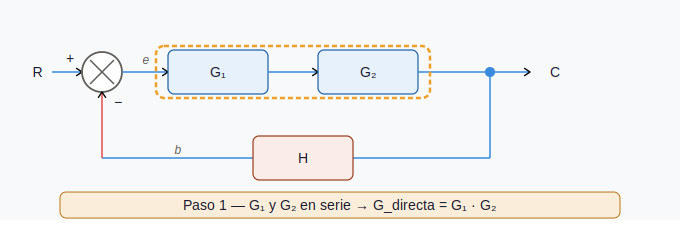 R
+
−
e
G₁
G₂
C
b
H
Paso 1 — G₁ y G₂ en serie → G_directa = G₁ · G₂